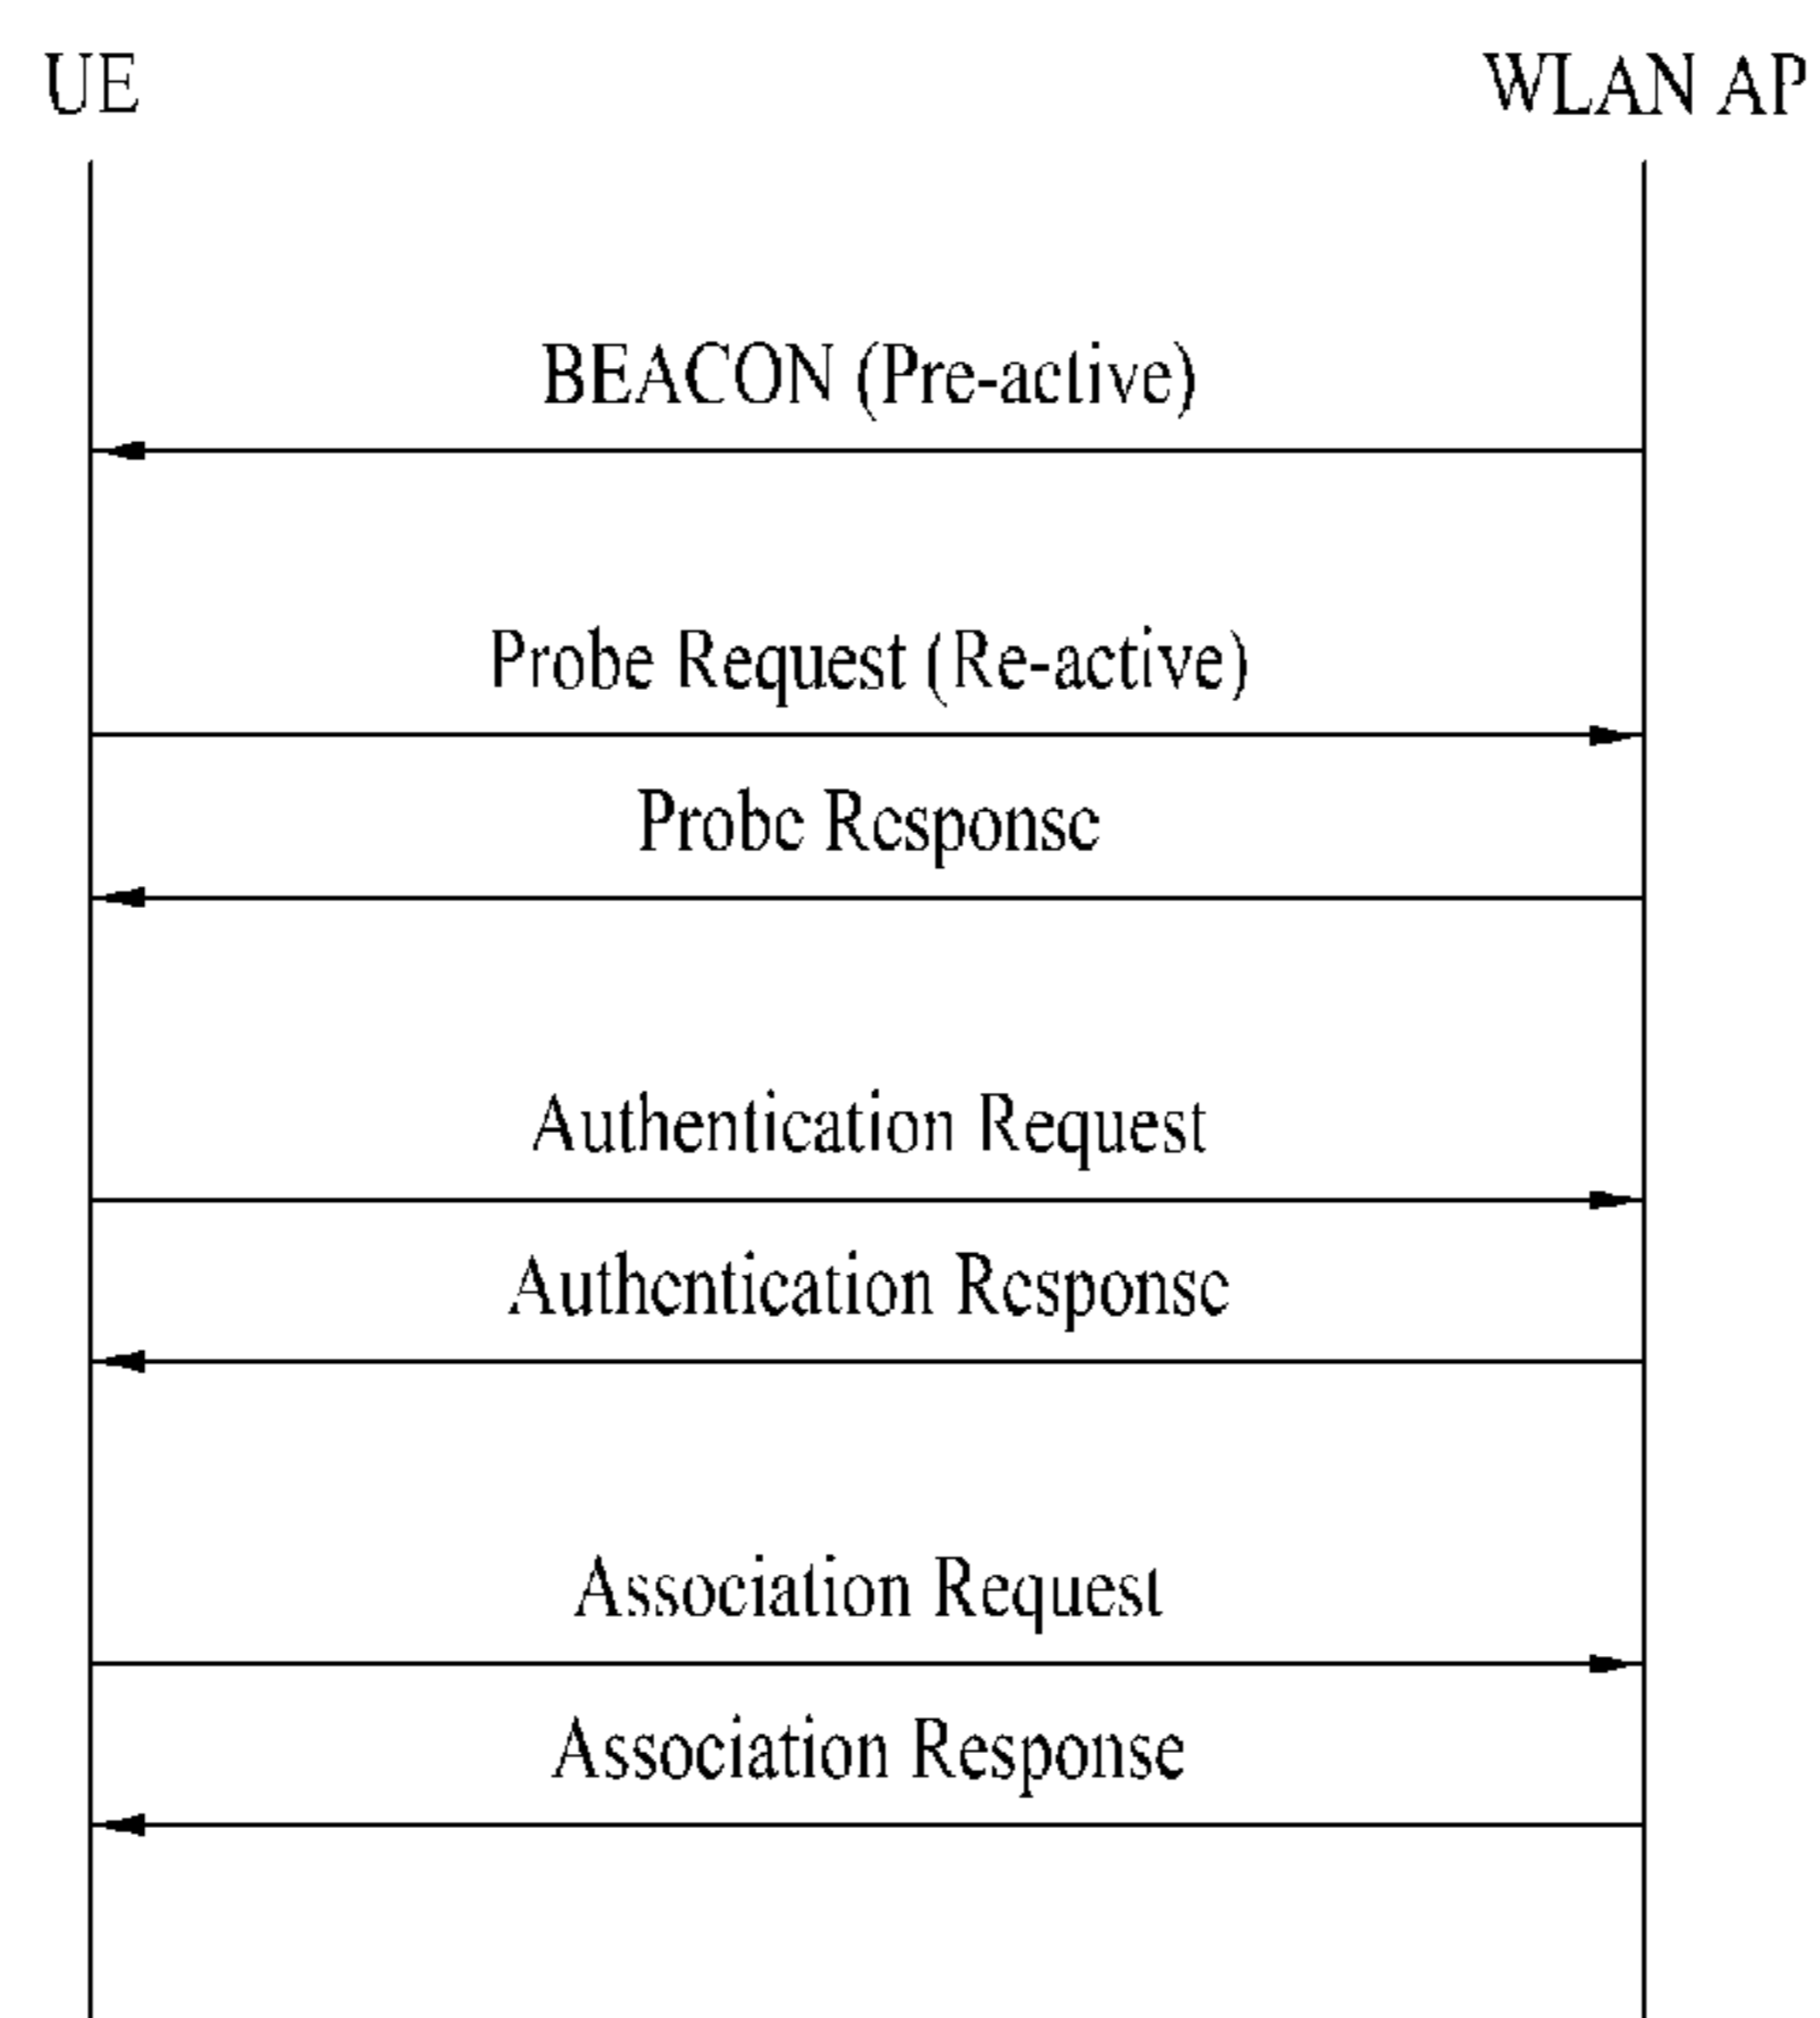 UE
WLAN AP
BEACON (Pre-active)
Probe Request (Re-active)
Probe Response
Authentication Request
Authentication Response
Association Request
Association Response